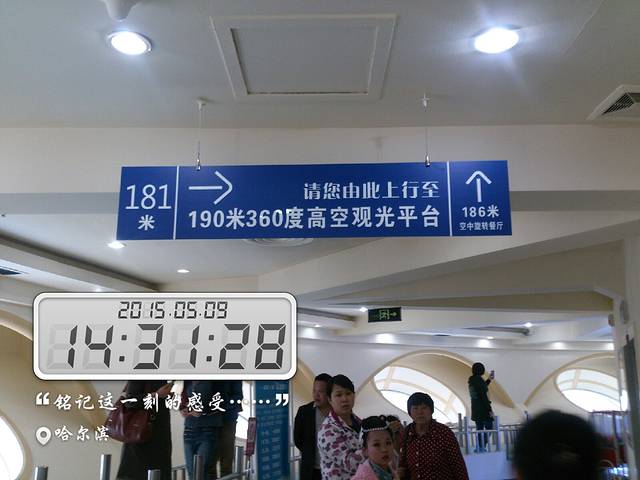 181
米
请您由此上行至
190米360度高空观光平台
186米
空中旋转餐厅
2015.05.09
14:31:28
“铭记这一刻的感受······”
哈尔滨